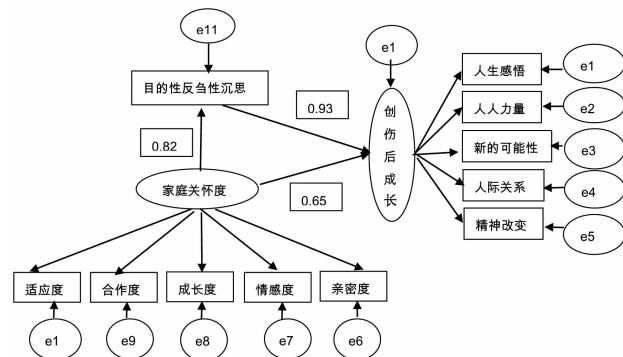 e11
e1
目的性反刍性沉思
0.93
0.82
家庭关怀度
0.65
创伤后成长
人生感悟
e1
人人力量
e2
新的可能性
e3
人际关系
e4
精神改变
e5
适应度
合作度
成长度
情感度
亲密度
e1
e9
e8
e7
e6